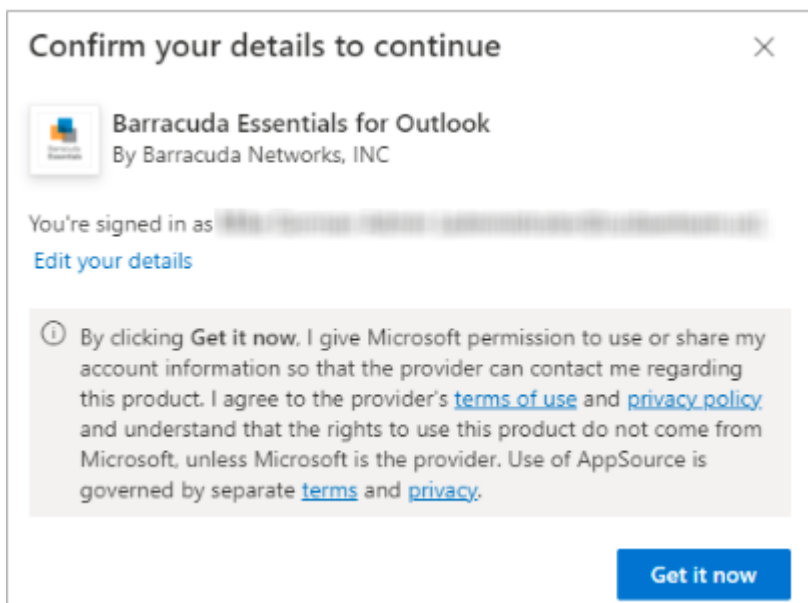 Confirm your details to continue
Barracuda Essentials for Outlook
By Barracuda Networks, INC
Barracuda
Essentials
You're signed in as
Edit your details
By clicking Get it now, I give Microsoft permission to use or share my
account information so that the provider can contact me regarding
this product. I agree to the provider's terms of use and privacy policy
and understand that the rights to use this product do not come from
Microsoft, unless Microsoft is the provider. Use of AppSource is
governed by separate terms and privacy.
Get it now